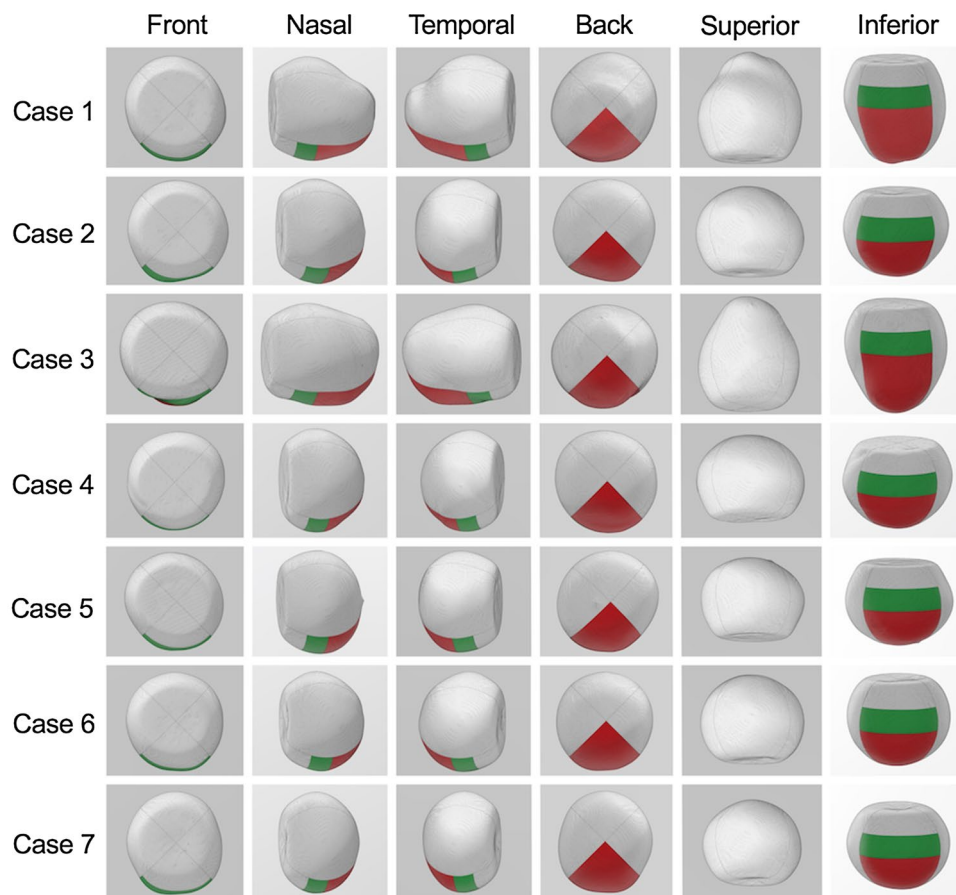 Front Nasal Temporal Back Superior Inferior
Case 1
Case 2
Case 3
Case 4
Case 5
Case 6
Case 7